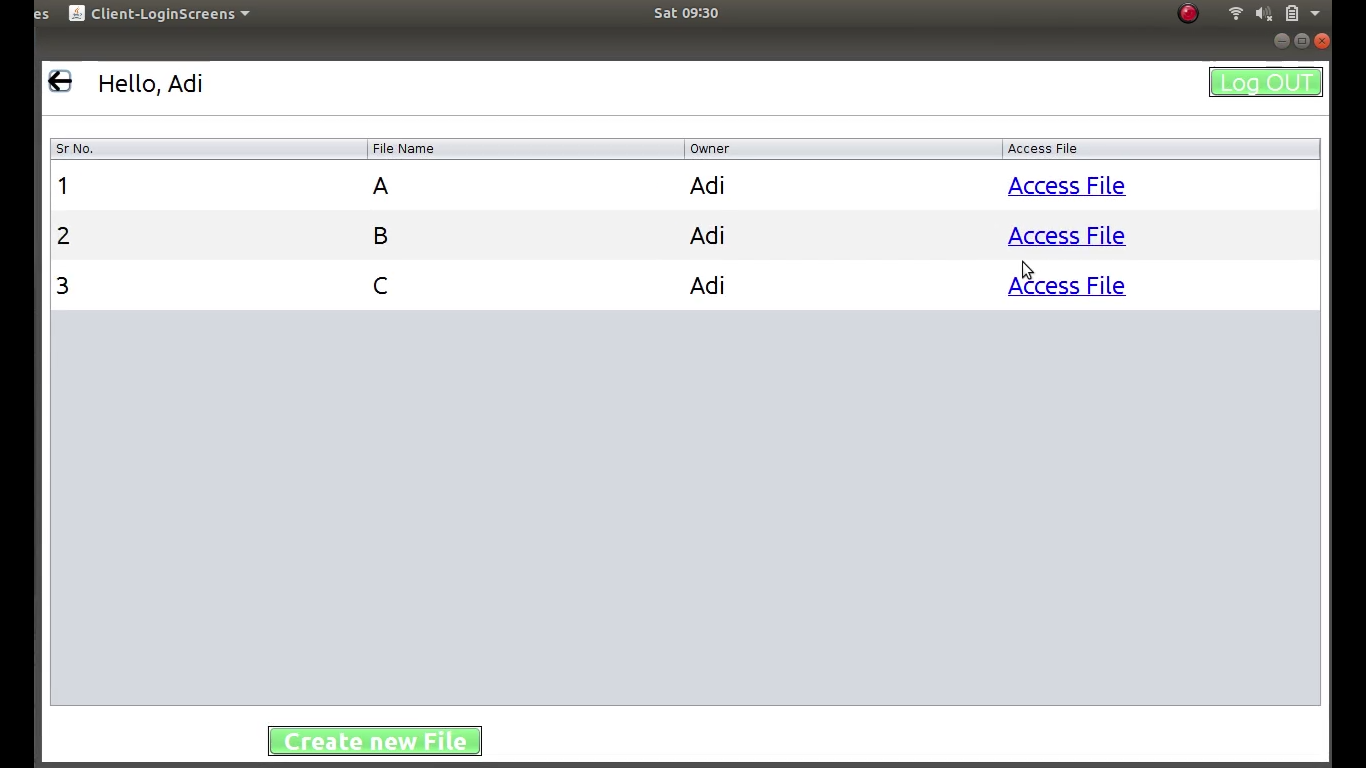 es Client-LoginScreens Sat 09:30
Hello, Adi Log OUT
Sr No. File Name Owner Access File
1 A Adi Access File
2 B Adi Access File
3 C Adi Access File
Create new File